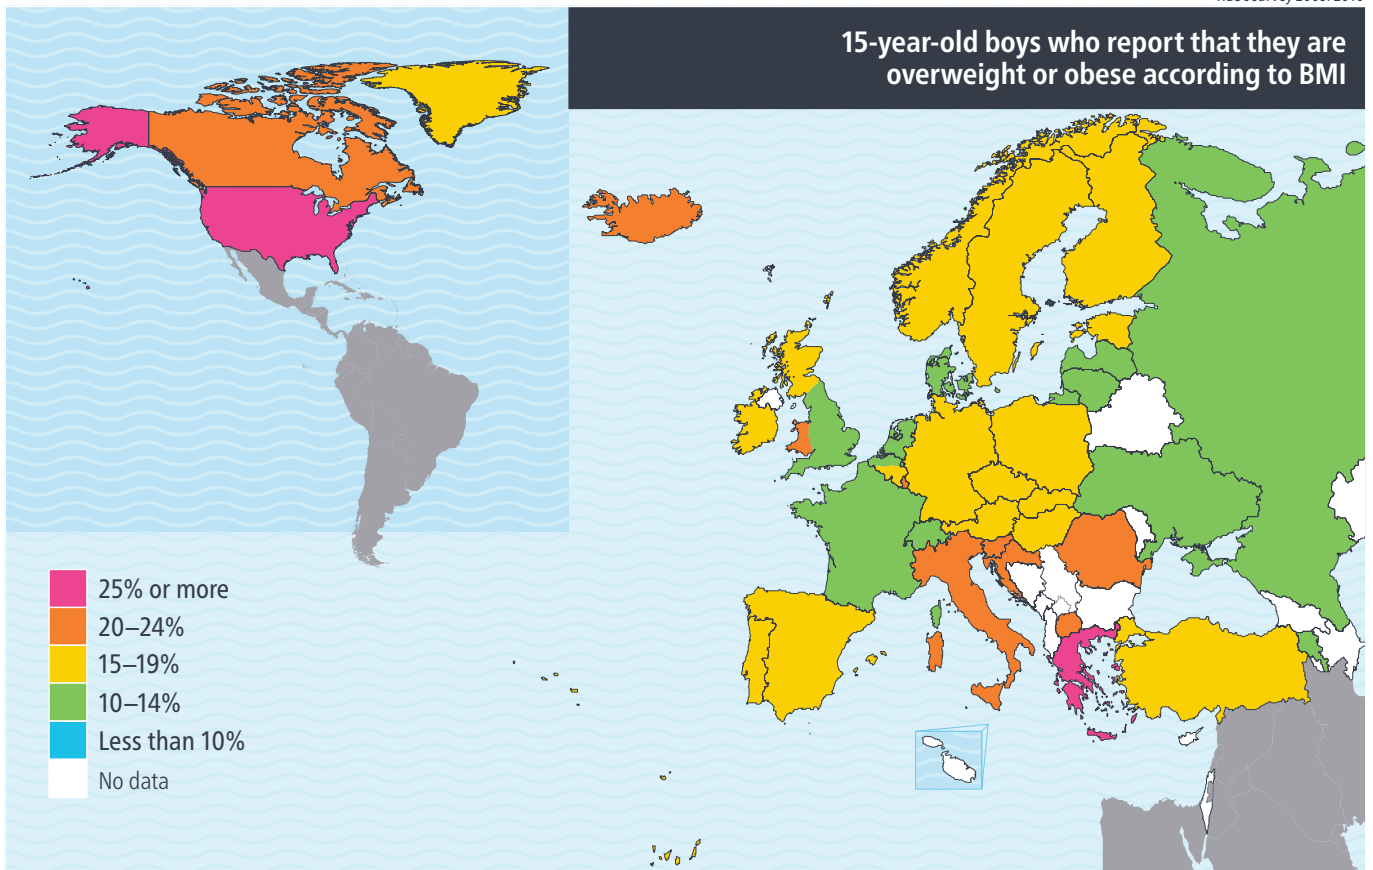 15-year-old boys who report that they are
overweight or obese according to BMI
25% or more
20–24%
15–19%
10–14%
Less than 10%
No data